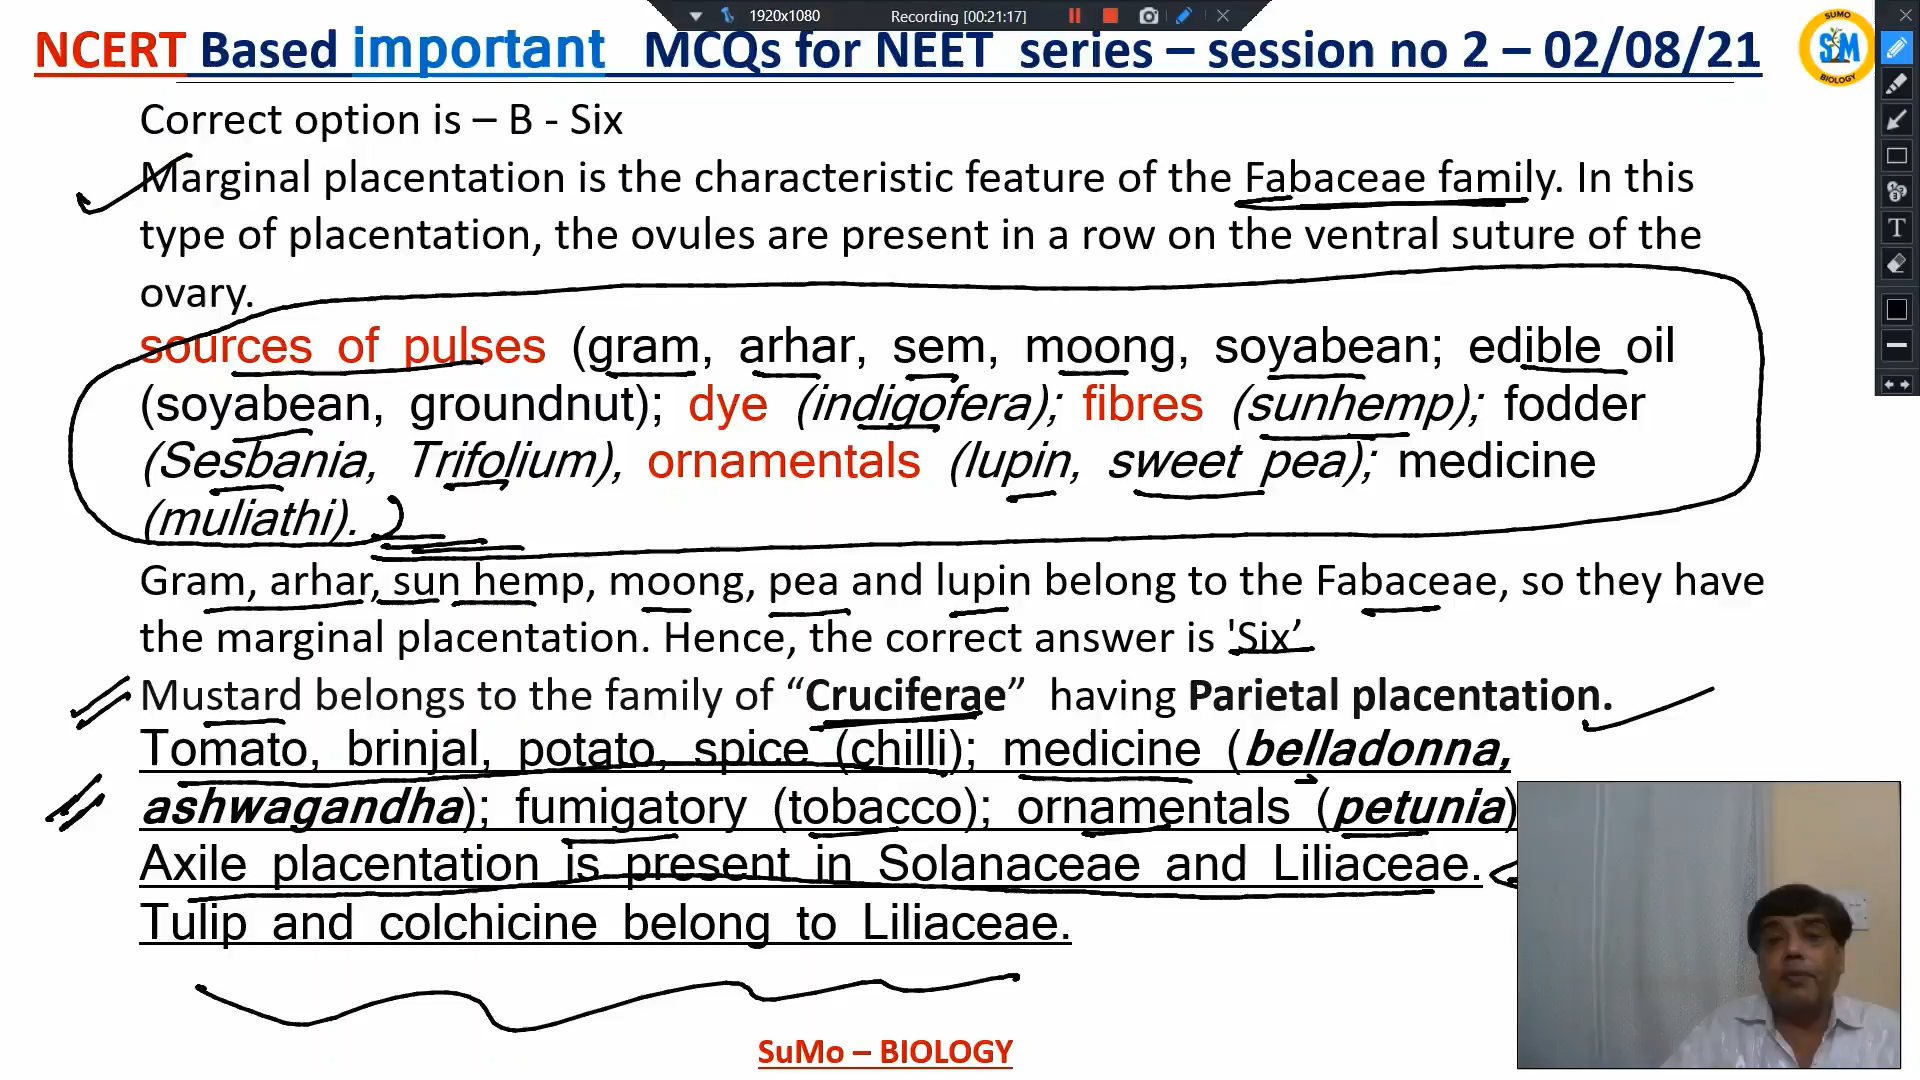 1920x1080 Recording [00:21:17]
NCERT Based important MCQs for NEET series – session no 2 – 02/08/21
SUMO
SM
BIOLOGY
Correct option is – B - Six
Marginal placentation is the characteristic feature of the Fabaceae family. In this
type of placentation, the ovules are present in a row on the ventral suture of the
ovary.
sources of pulses (gram, arhar, sem, moong, soyabean; edible oil
(soyabean, groundnut); dye (indigofera); fibres (sunhemp); fodder
(Sesbania, Trifolium), ornamentals (lupin, sweet pea); medicine
(muliathi).
Gram, arhar, sun hemp, moong, pea and lupin belong to the Fabaceae, so they have
the marginal placentation. Hence, the correct answer is 'Six’
Mustard belongs to the family of “Cruciferae” having Parietal placentation.
Tomato, brinjal, potato, spice (chilli); medicine (belladonna,
ashwagandha); fumigatory (tobacco); ornamentals (petunia)
Axile placentation is present in Solanaceae and Liliaceae.
Tulip and colchicine belong to Liliaceae.
SuMo – BIOLOGY